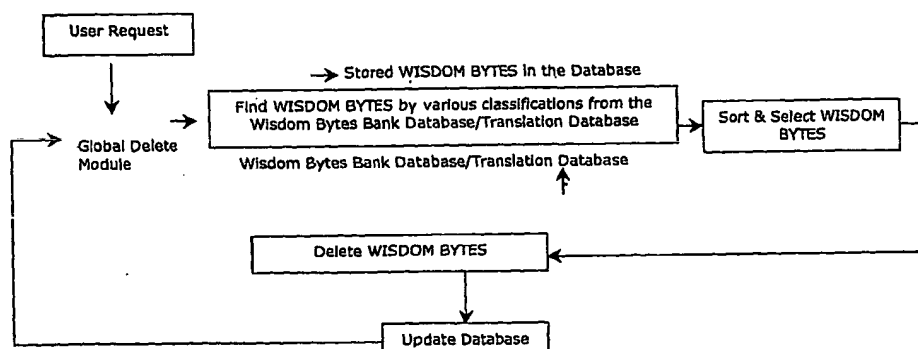 User Request
Stored WISDOM BYTES in the Database
Find WISDOM BYTES by various classifications from the
Wisdom Bytes Bank Database/Translation Database
Sort & Select WISDOM
BYTES
Global Delete
Module
Wisdom Bytes Bank Database/Translation Database
Delete WISDOM BYTES
Update Database